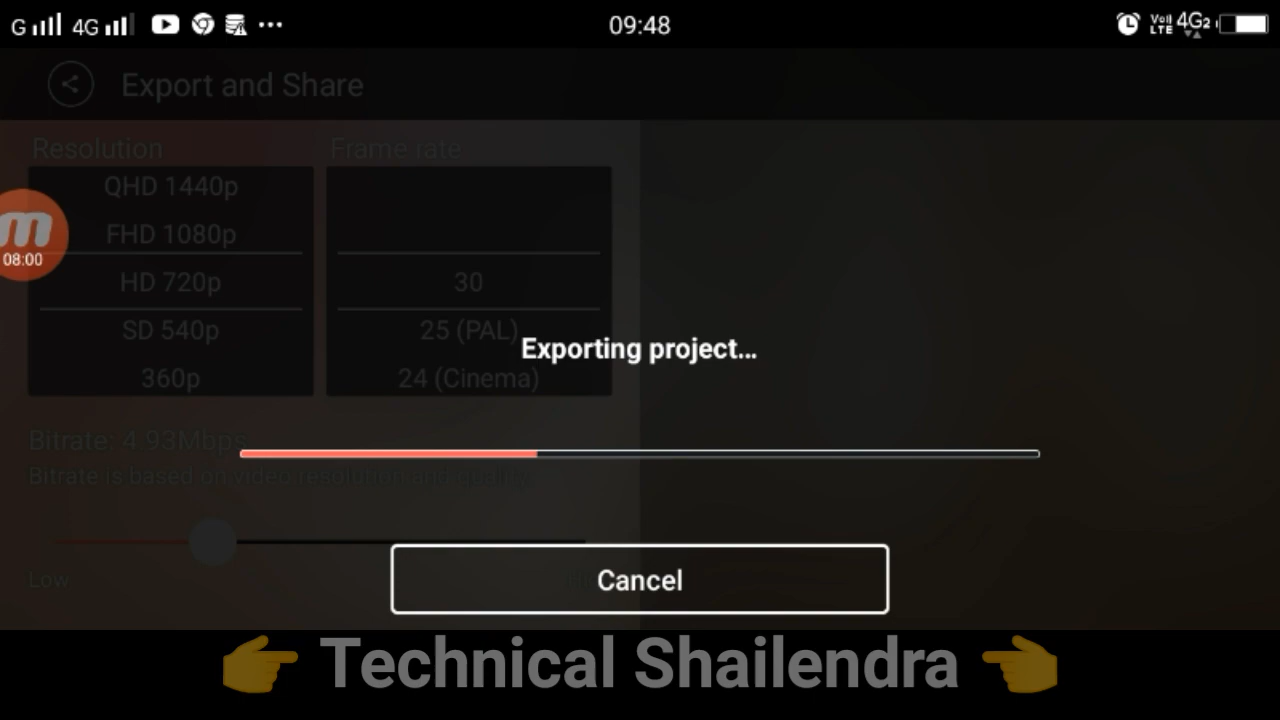 G 4G 09:48 VoLTE 4G2
Export and Share
Resolution Frame rate
QHD 1440p
FHD 1080p
08:00
HD 720p 30
SD 540p 25 (PAL)
Exporting project...
360p 24 (Cinema)
Bitrate: 4.93Mbps
Bitrate is based on video resolution and quality.
Low
Cancel
Technical Shailendra